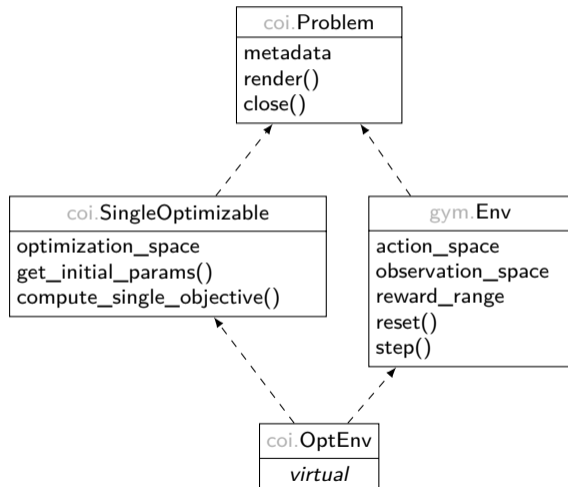 coi.Problem
metadata
render()
close()
coi.SingleOptimizable
optimization_space
get_initial_params()
compute_single_objective()
gym.Env
action_space
observation_space
reward_range
reset()
step()
coi.OptEnv
virtual